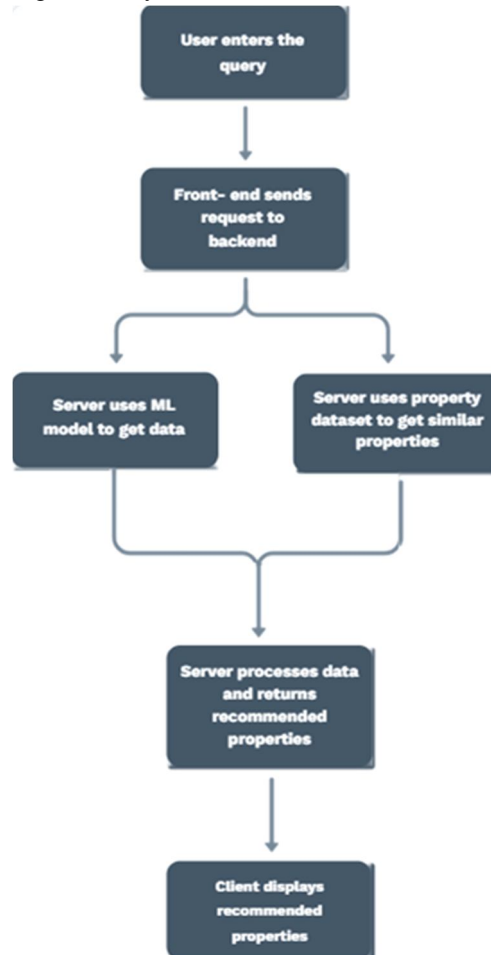 User enters the
query
Front- end sends
request to
backend
Server uses ML
model to get data
Server uses property
dataset to get similar
properties
Server processes data
and returns
recommended
properties
Client displays
recommended
properties